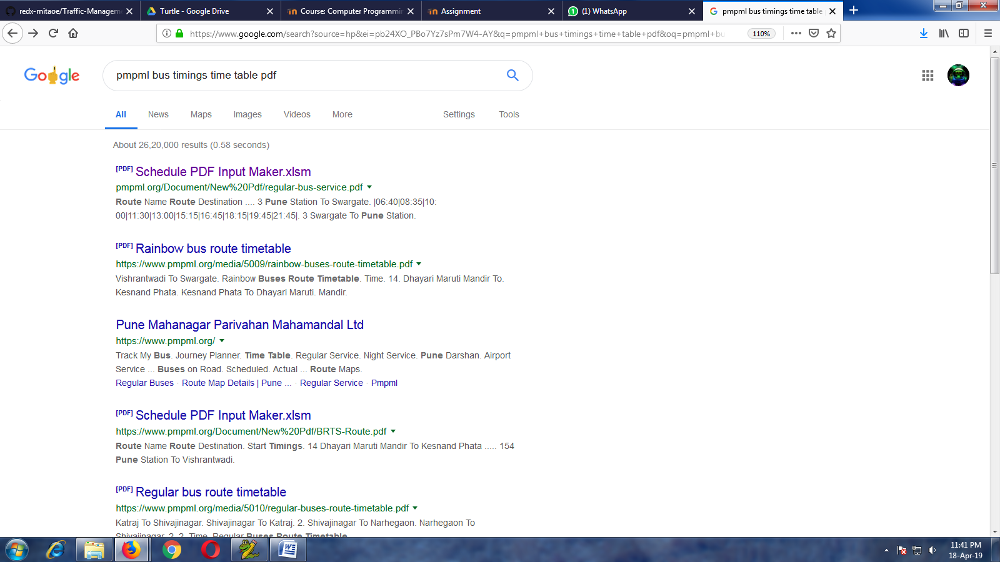 redx-mitaoe/Traffic-Managem
Turtle - Google Drive
Course: Computer Programmin
Assignment
(1) WhatsApp
pmpml bus timings time table
https://www.google.com/search?source=hp&ei=pb24XO_PBo7Yz7sPm7W4-AY&q=pmpml+bus+timings+time+table+pdf&oq=pmpml+bu
110%
Google
pmpml bus timings time table pdf
All News Maps Images Videos More Settings Tools
About 26,20,000 results (0.58 seconds)
[PDF] Schedule PDF Input Maker.xlsm
pmpml.org/Document/New%20Pdf/regular-bus-service.pdf
Route Name Route Destination .... 3 Pune Station To Swargate. |06:40|08:35|10:
00|11:30|13:00|15:15|16:45|18:15|19:45|21:45|. 3 Swargate To Pune Station.
[PDF] Rainbow bus route timetable
https://www.pmpml.org/media/5009/rainbow-buses-route-timetable.pdf
Vishrantwadi To Swargate. Rainbow Buses Route Timetable. Time. 14. Dhayari Maruti Mandir To.
Kesnand Phata. Kesnand Phata To Dhayari Maruti. Mandir.
Pune Mahanagar Parivahan Mahamandal Ltd
https://www.pmpml.org/
Track My Bus. Journey Planner. Time Table. Regular Service. Night Service. Pune Darshan. Airport
Service ... Buses on Road. Scheduled. Actual ... Route Maps.
Regular Buses · Route Map Details | Pune ... · Regular Service · Pmpml
[PDF] Schedule PDF Input Maker.xlsm
https://www.pmpml.org/Document/New%20Pdf/BRTS-Route.pdf
Route Name Route Destination. Start Timings. 14 Dhayari Maruti Mandir To Kesnand Phata ..... 154
Pune Station To Vishrantwadi.
[PDF] Regular bus route timetable
https://www.pmpml.org/media/5010/regular-buses-route-timetable.pdf
Katraj To Shivajinagar. Shivajinagar To Katraj. 2. Shivajinagar To Narhegaon. Narhegaon To
Shivajinagar. 2. 2. Time. Regular Buses Route Timetable.
11:41 PM
18-Apr-19